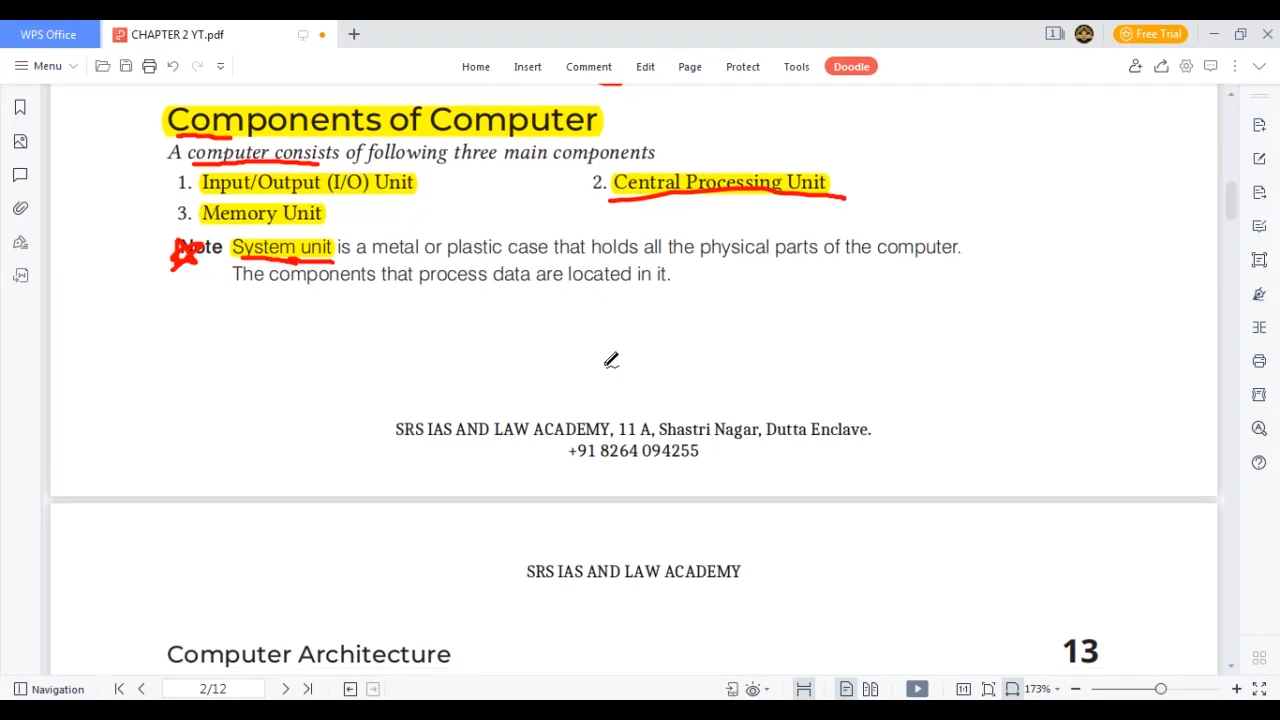 WPS Office
CHAPTER 2 YT.pdf
1
Free Trial
Menu
Home Insert Comment Edit Page Protect Tools Doodle
Components of Computer
A computer consists of following three main components
1. Input/Output (I/O) Unit 2. Central Processing Unit
3. Memory Unit
Note System unit is a metal or plastic case that holds all the physical parts of the computer.
The components that process data are located in it.
SRS IAS AND LAW ACADEMY, 11 A, Shastri Nagar, Dutta Enclave.
+91 8264 094255
SRS IAS AND LAW ACADEMY
Computer Architecture 13
Navigation 2/12 1:1 173%